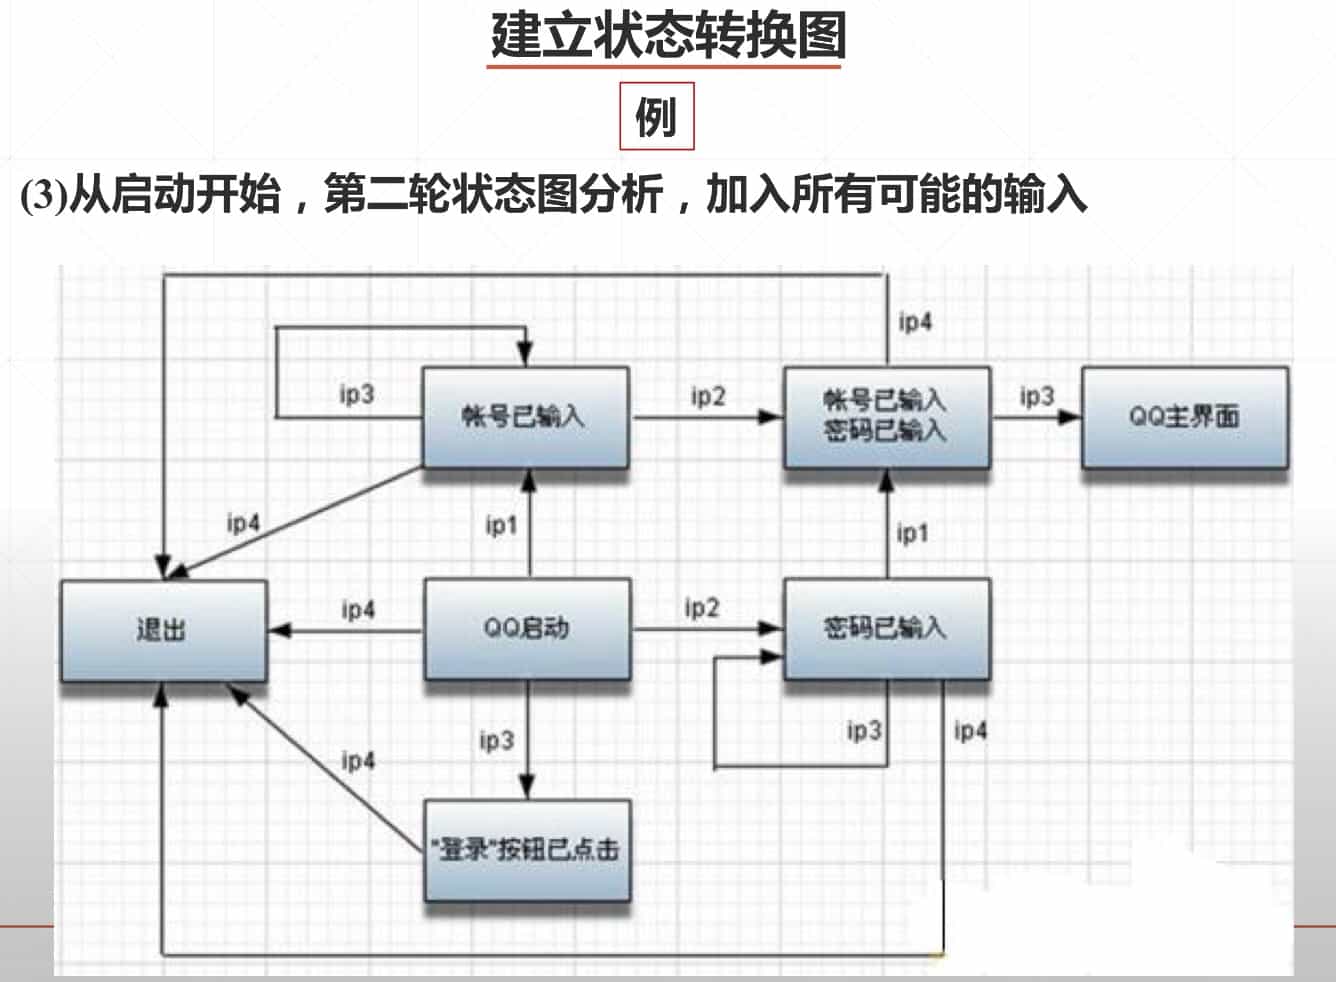 建立状态转换图
例
(3)从启动开始，第二轮状态图分析，加入所有可能的输入
ip4
ip3
帐号已输入
ip2
帐号已输入
密码已输入
ip3
QQ主界面
ip4
ip1
ip1
退出
ip4
QQ启动
ip2
密码已输入
ip4
ip3
ip3
ip4
"登录"按钮已点击